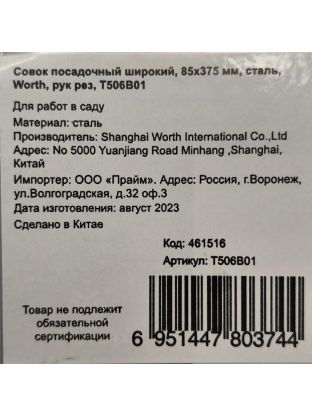 Совок посадочный широкий, 85х375 мм, сталь,
Worth, рук рез, T506B01
Для работ в саду
Материал: сталь
Производитель: Shanghai Worth International Co.,Ltd
Адрес: No 5000 Yuanjiang Road Minhang ,Shanghai,
Китай
Импортер: ООО «Прайм». Адрес: Россия, г.Воронеж,
ул.Волгоградская, д.32 оф.3
Дата изготовления: август 2023
Сделано в Китае
Код: 461516
Артикул: T506B01
Товар не подлежит
обязательной
сертификации
6 951447 803744